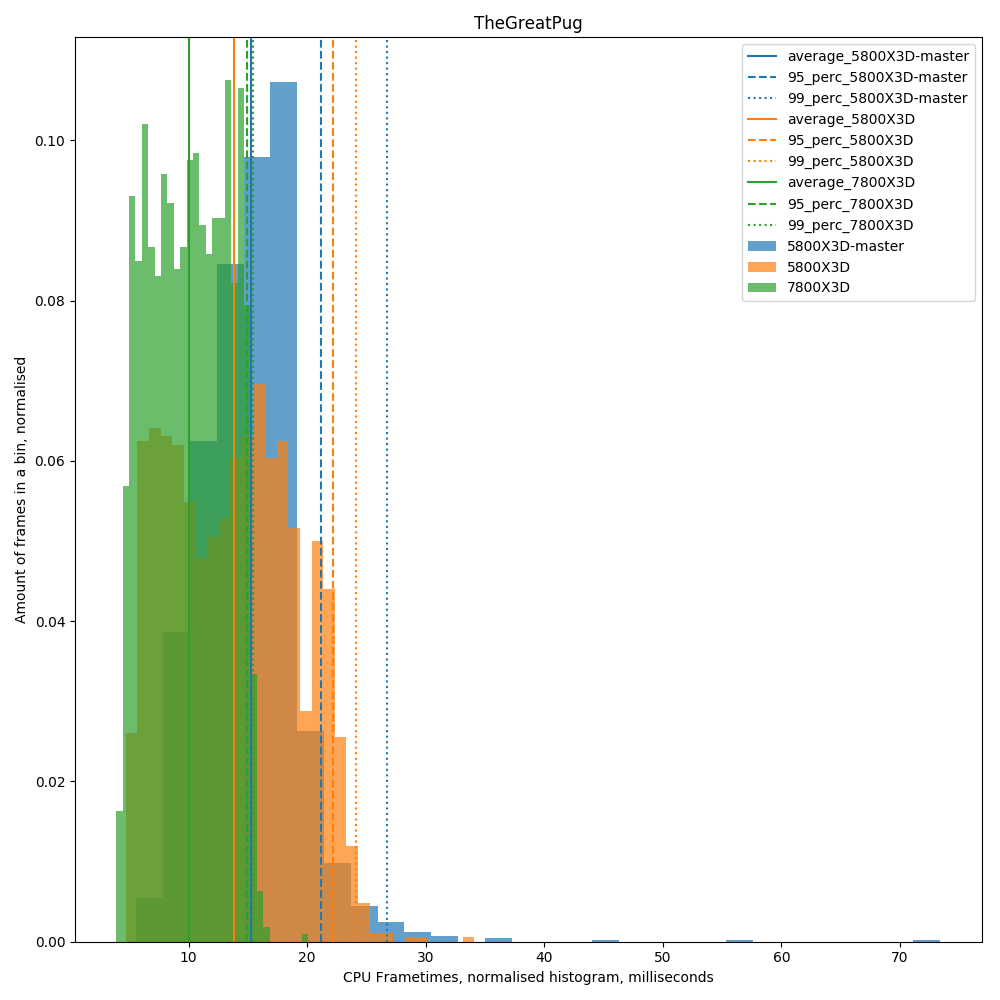 TheGreatPug
average_5800X3D-master
95_perc_5800X3D-master
99_perc_5800X3D-master
average_5800X3D
95_perc_5800X3D
99_perc_5800X3D
average_7800X3D
95_perc_7800X3D
99_perc_7800X3D
5800X3D-master
5800X3D
7800X3D
Amount of frames in a bin, normalised
0.10
0.08
0.06
0.04
0.02
0.00
10 20 30 40 50 60 70
CPU Frametimes, normalised histogram, milliseconds